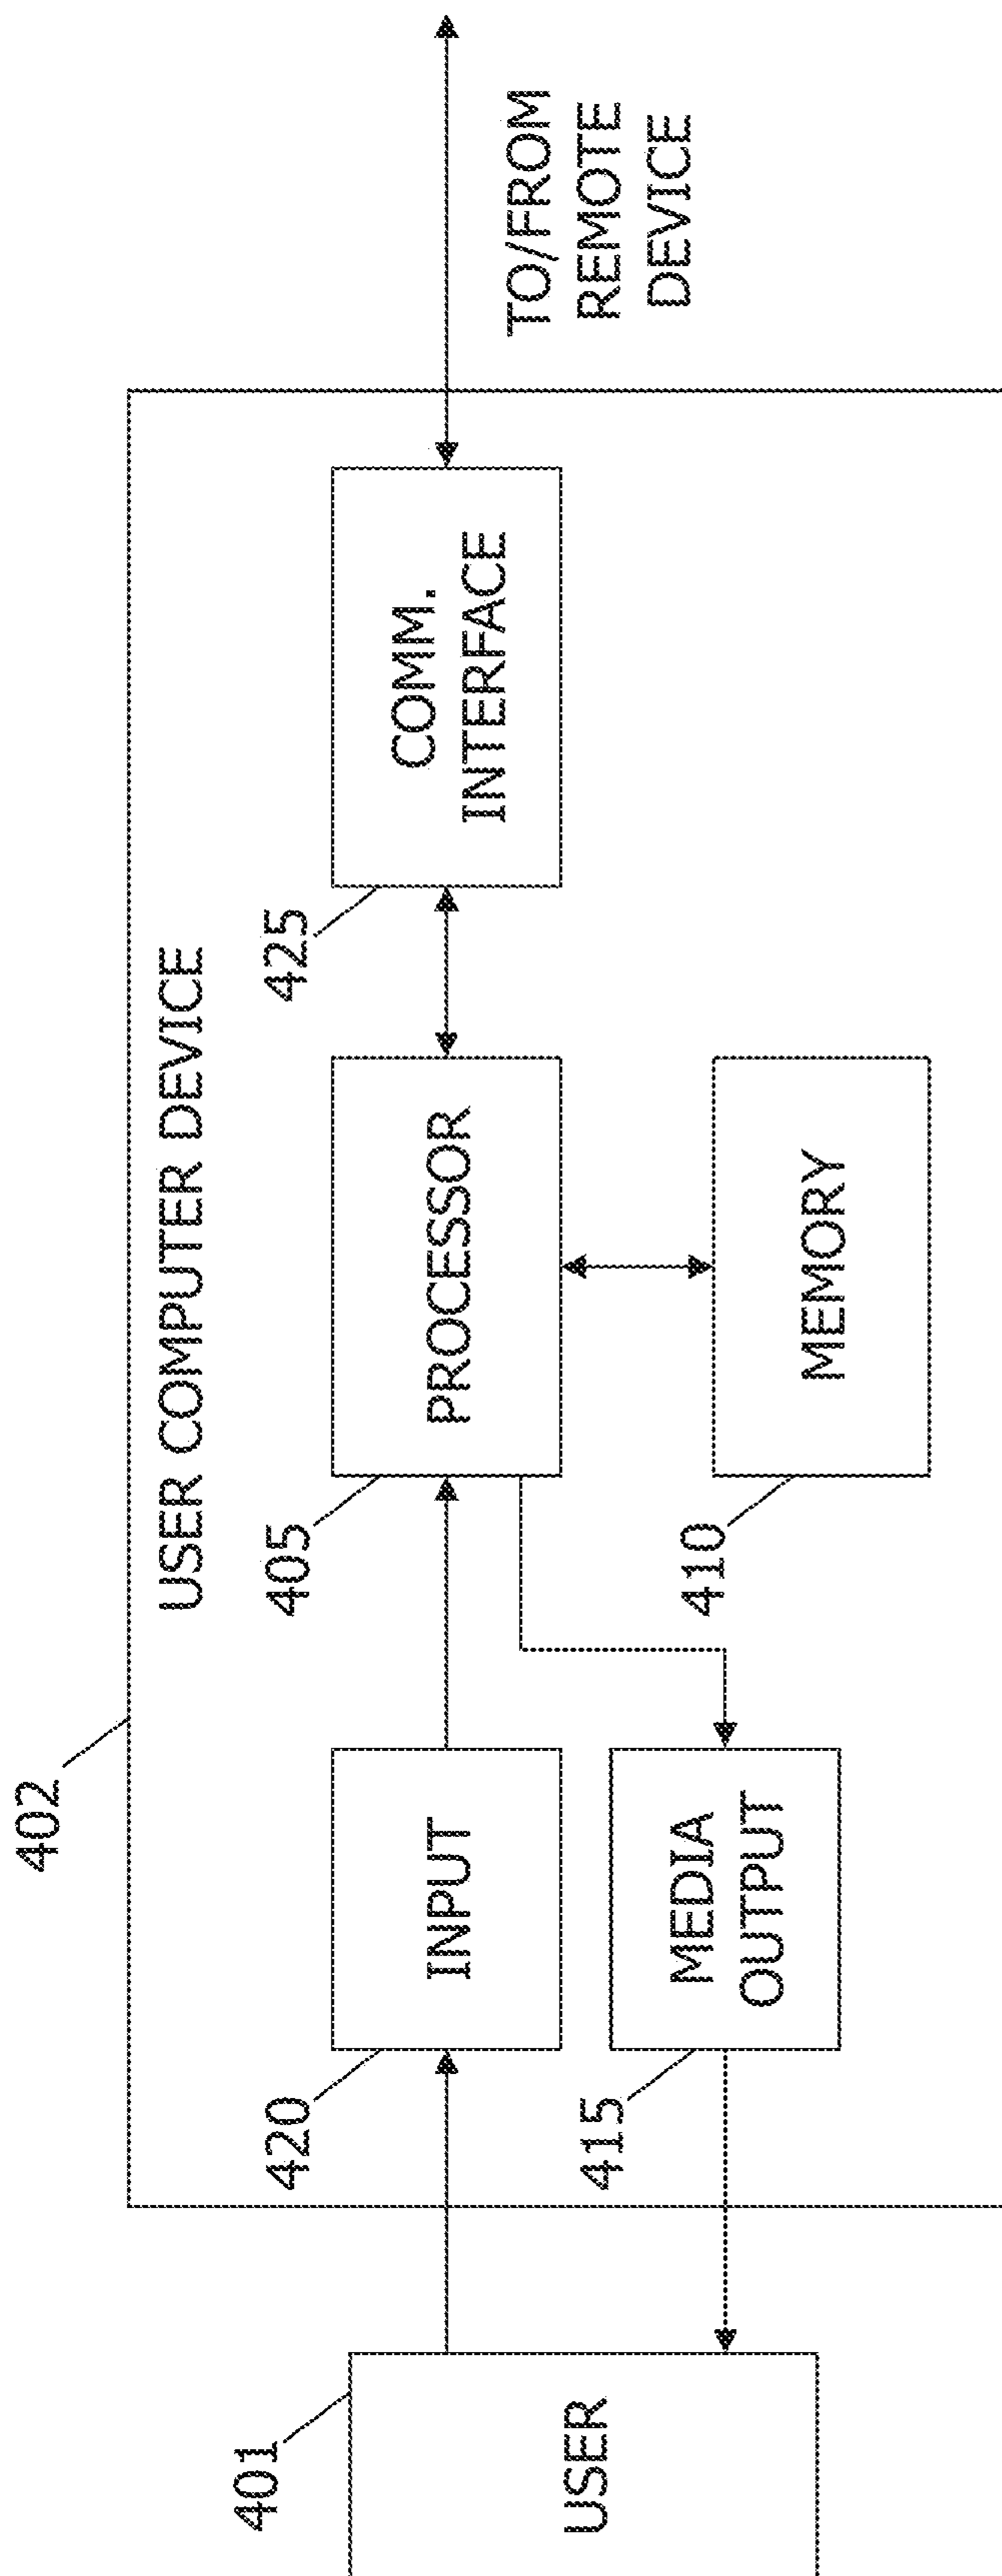 402
USER COMPUTER DEVICE
401
USER
420
INPUT
415
MEDIA
OUTPUT
405
PROCESSOR
410
MEMORY
425
COMM.
INTERFACE
TO/FROM
REMOTE
DEVICE